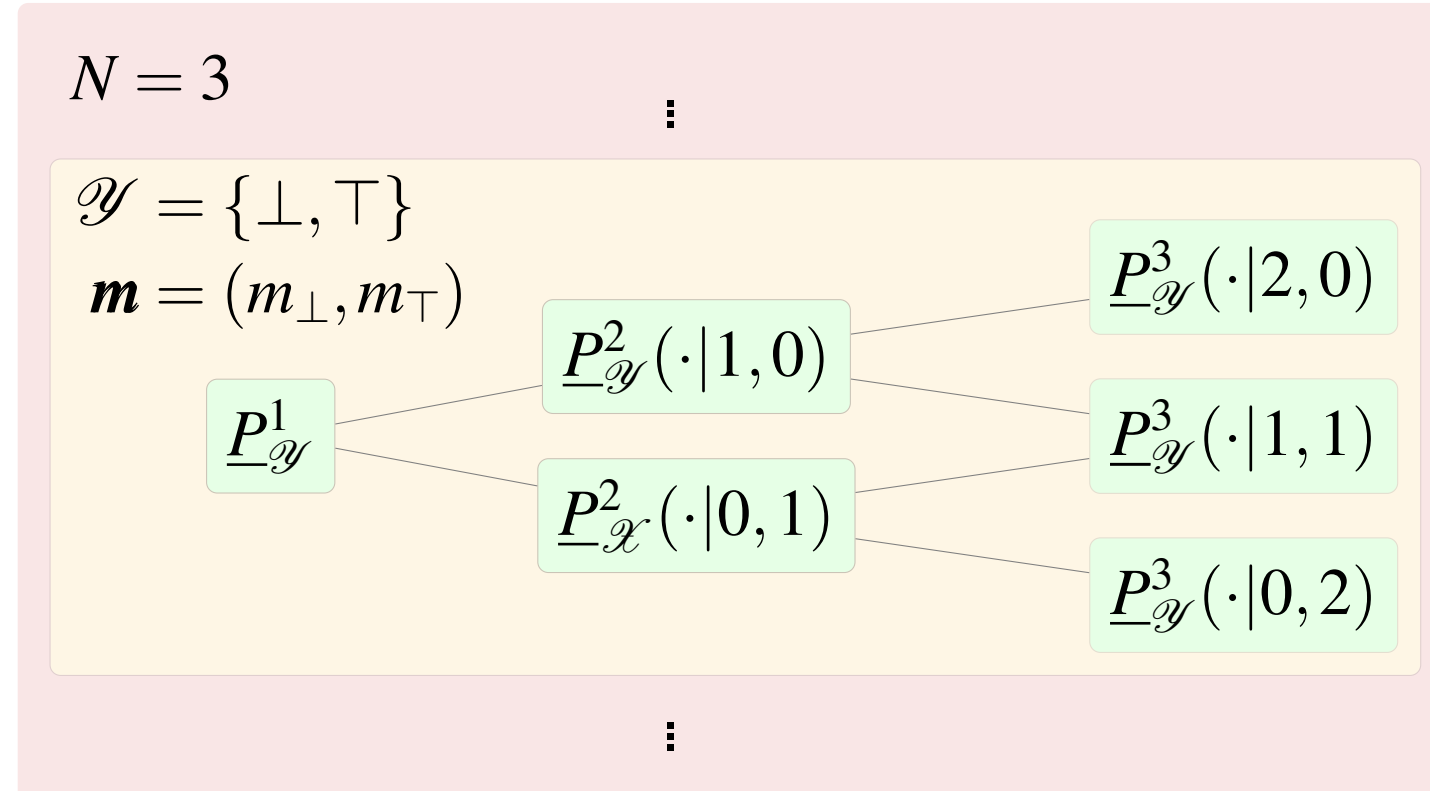 N = 3
⋮
𝒴 = {⊥, ⊤}
𝒎 = (m_⊥, m_⊤)
P̲³_𝒴(·|2, 0)
P̲²_𝒴(·|1, 0)
P̲¹_𝒴
P̲³_𝒴(·|1, 1)
P̲²_𝒳(·|0, 1)
P̲³_𝒴(·|0, 2)
⋮